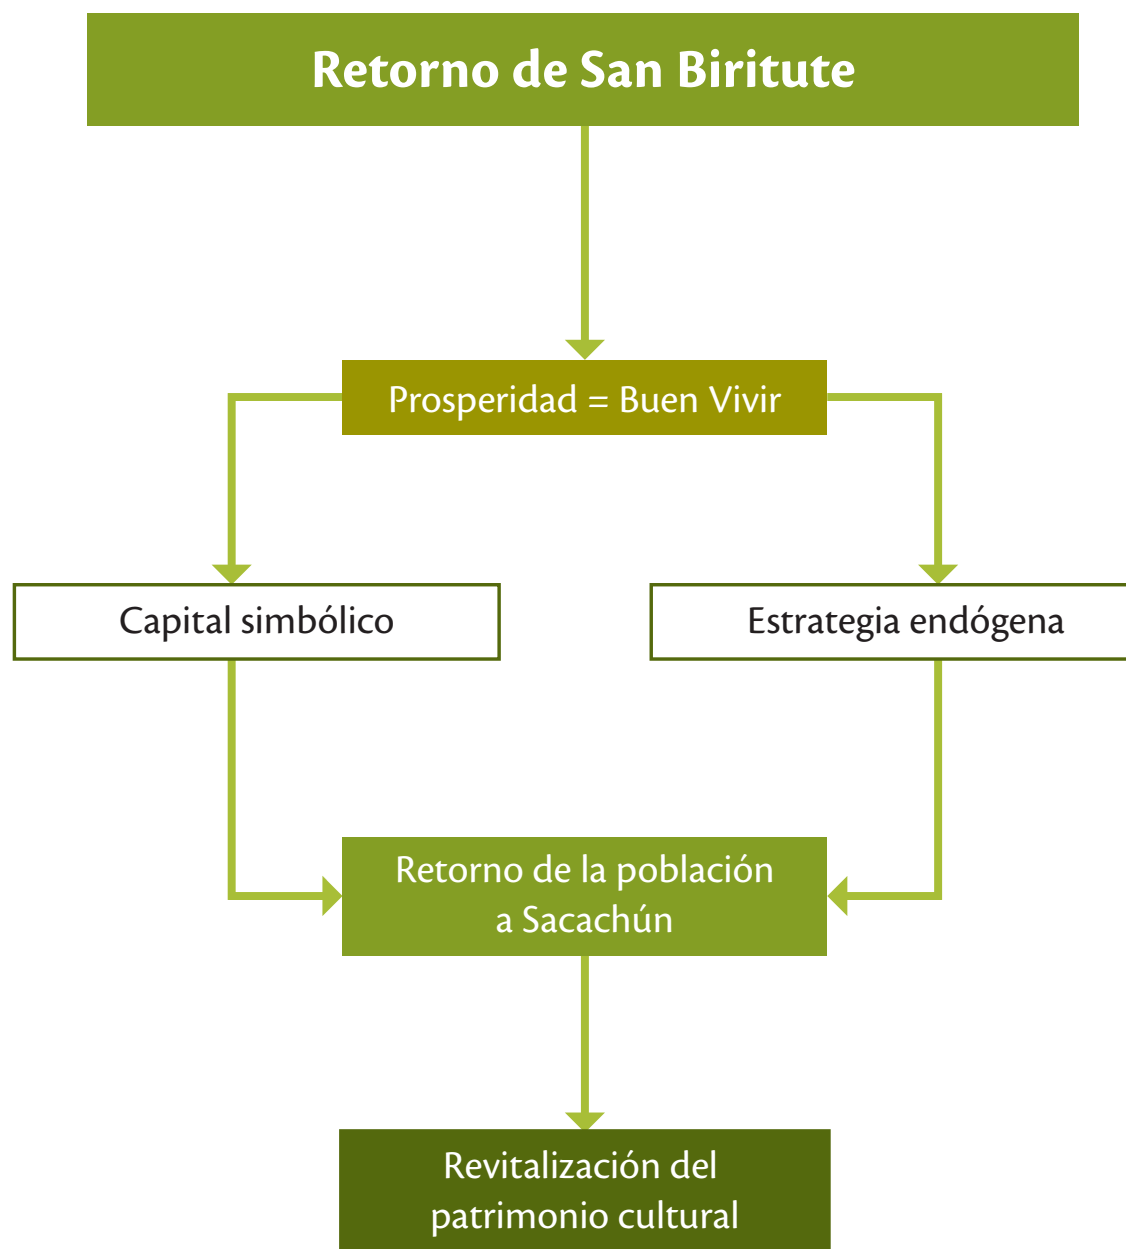 Retorno de San Biritute
Prosperidad = Buen Vivir
Capital simbólico
Estrategia endógena
Retorno de la población
a Sacachún
Revitalización del
patrimonio cultural